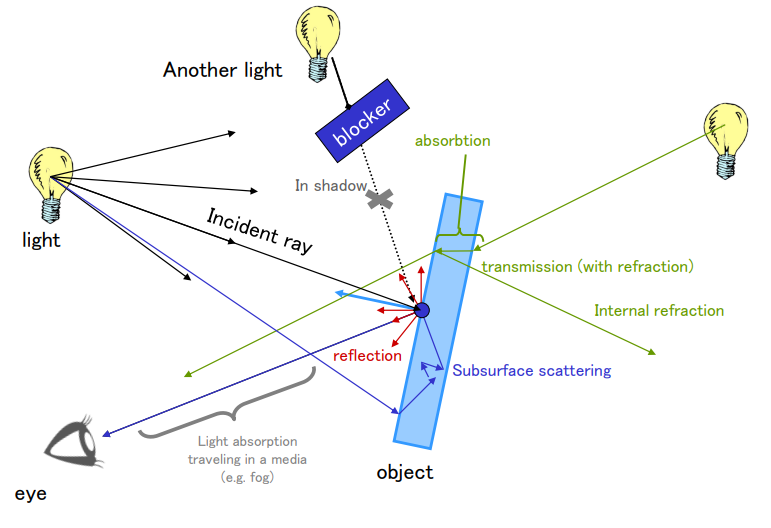 Another light
blocker
absorbtion
In shadow
Incident ray
light
transmission (with refraction)
Internal refraction
reflection
Subsurface scattering
Light absorption
traveling in a media
(e.g. fog)
object
eye